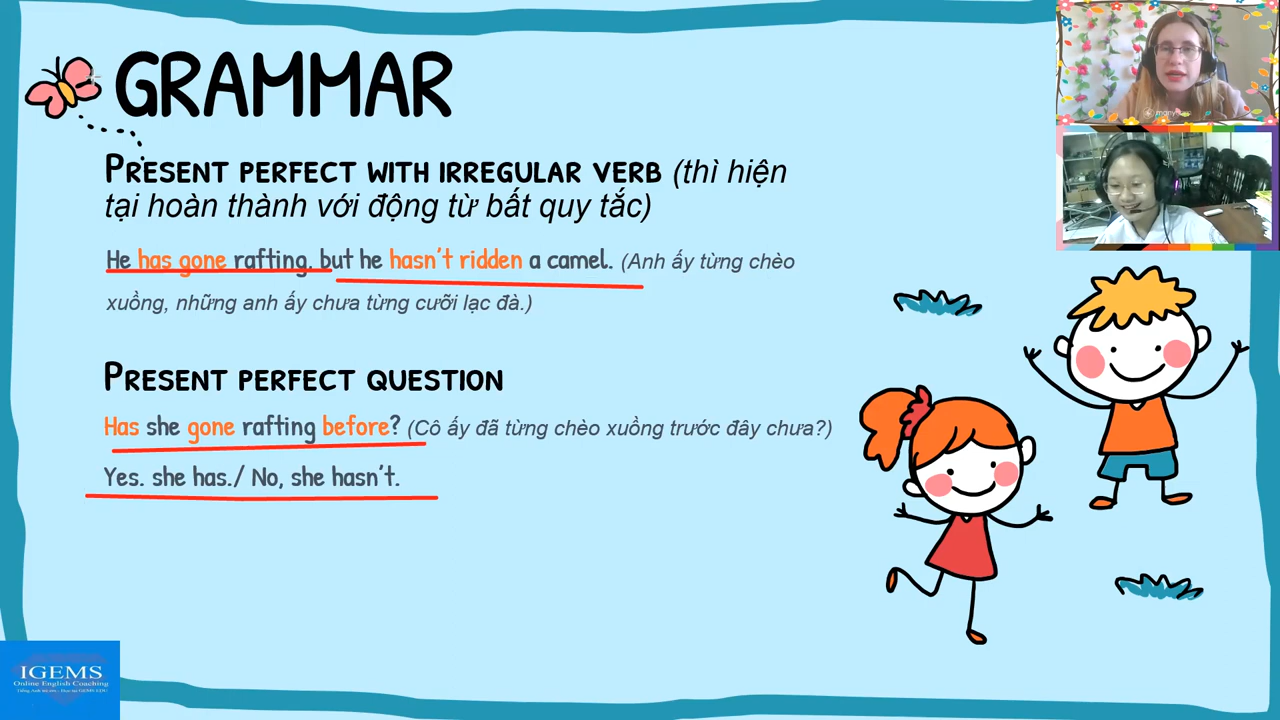 GRAMMAR
PRESENT PERFECT WITH IRREGULAR VERB (thì hiện
tại hoàn thành với động từ bất quy tắc)
He has gone rafting, but he hasn't ridden a camel. (Anh ấy từng chèo
xuồng, những anh ấy chưa từng cưỡi lạc đà.)
PRESENT PERFECT QUESTION
Has she gone rafting before? (Cô ấy đã từng chèo xuồng trước đây chưa?)
Yes. she has./ No, she hasn't.
IGEMS
Online English Coaching